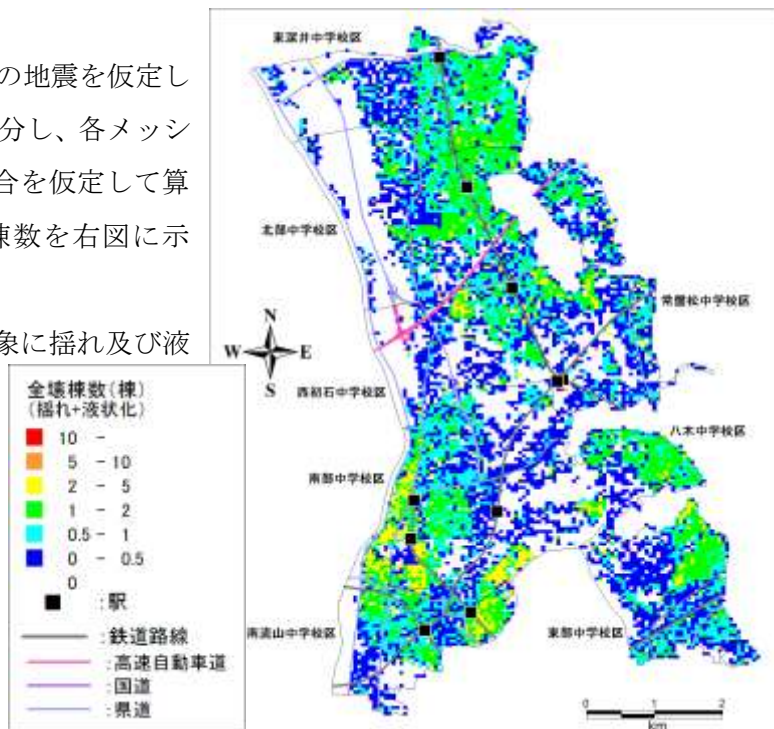 の地震を仮定し
分し、各メッシ
合を仮定して算
棟数を右図に示
象に揺れ及び液
東深井中学校区
北部中学校区
常盤松中学校区
N
W E
S
西初石中学校区
八木中学校区
南部中学校区
東部中学校区
南流山中学校区
全壊棟数(棟)
(揺れ+液状化)
10 -
5 - 10
2 - 5
1 - 2
0.5 - 1
0 - 0.5
0
:駅
:鉄道路線
:高速自動車道
:国道
:県道
0 1 2
km